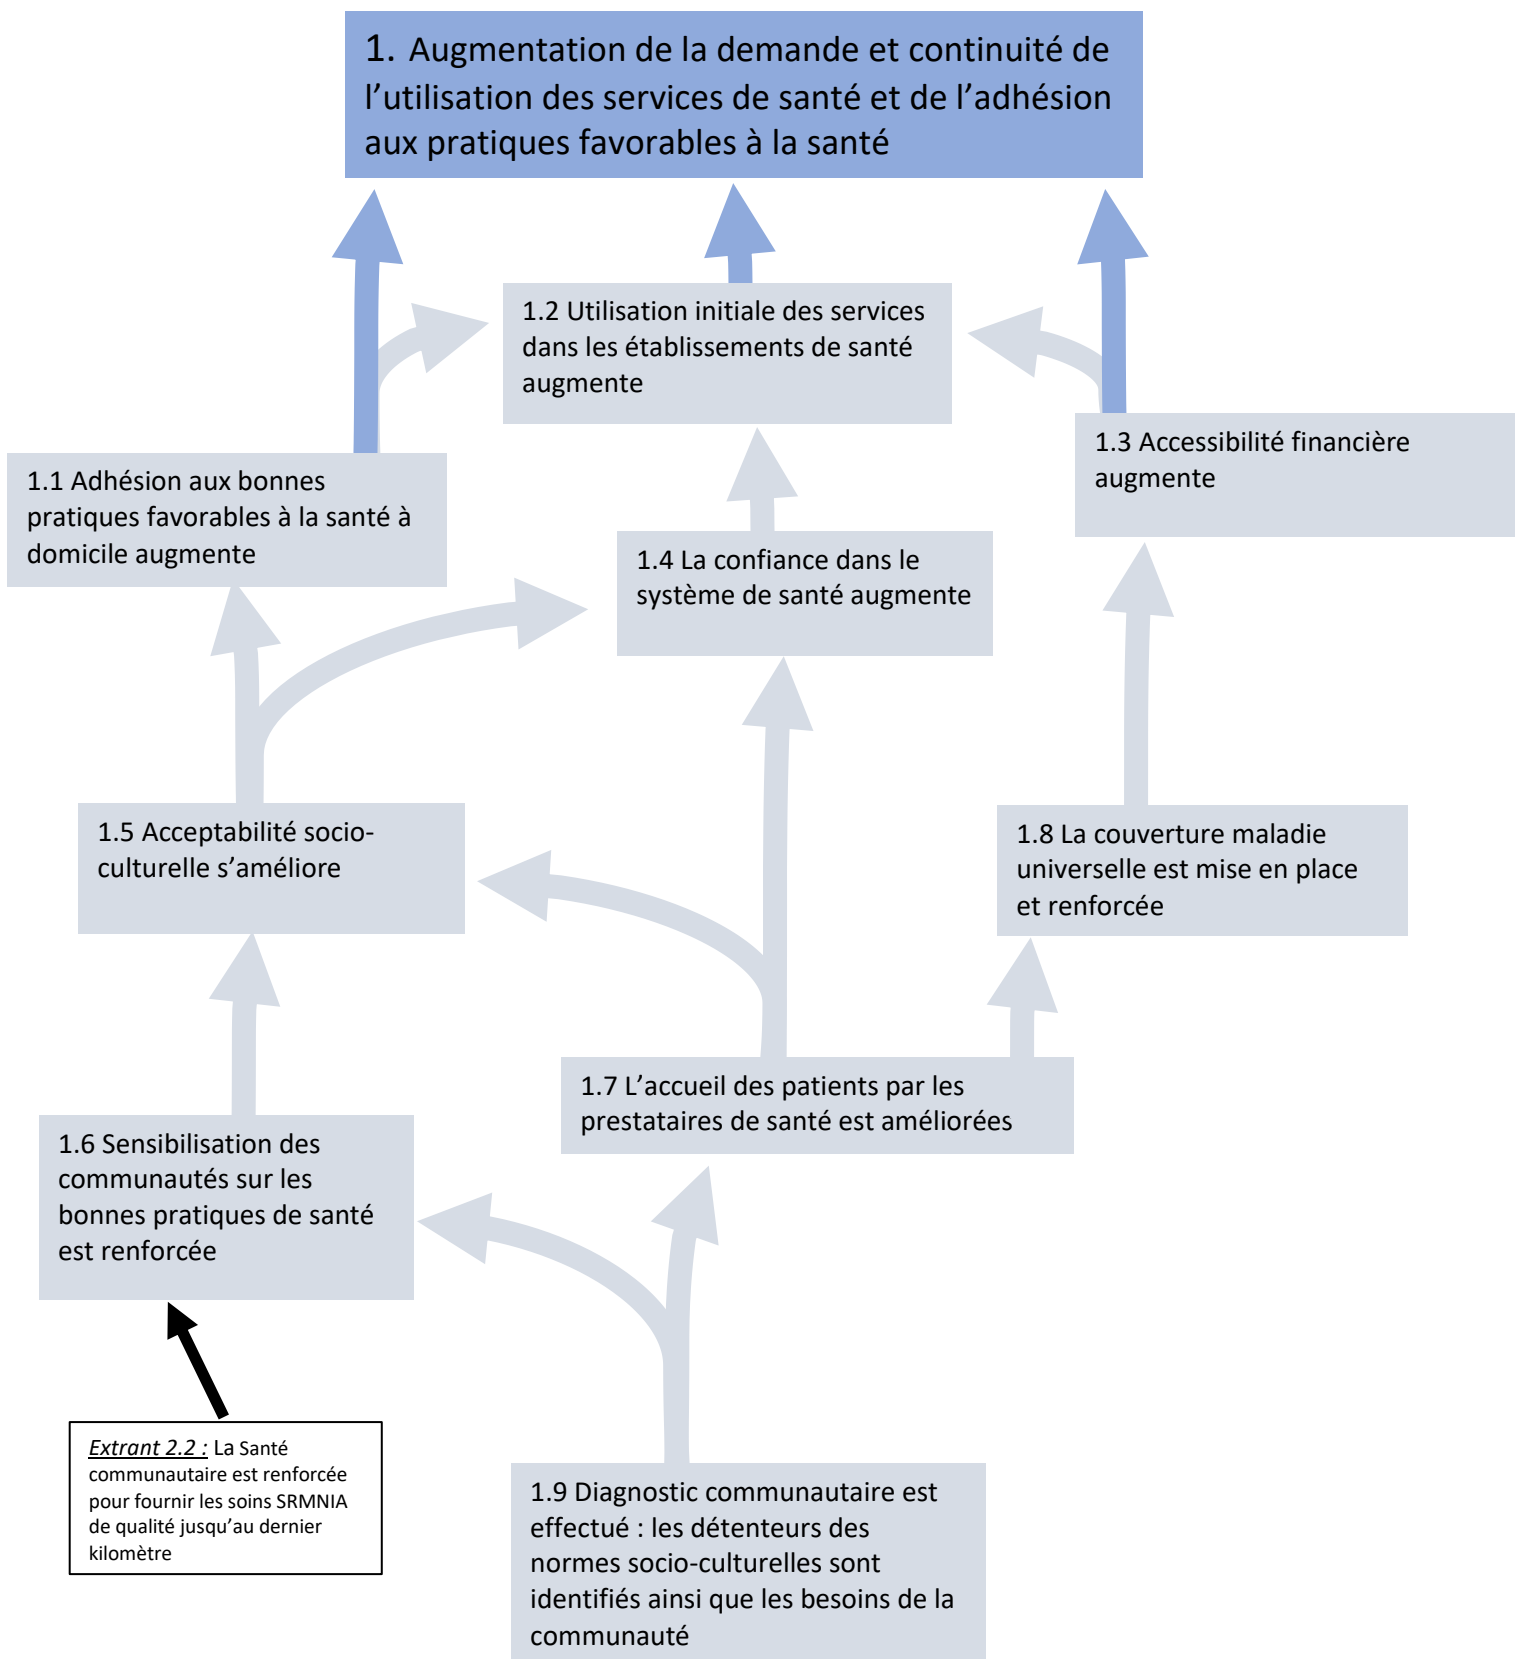 1. Augmentation de la demande et continuité de
l’utilisation des services de santé et de l’adhésion
aux pratiques favorables à la santé
1.2 Utilisation initiale des services
dans les établissements de santé
augmente
1.3 Accessibilité financière
augmente
1.1 Adhésion aux bonnes
pratiques favorables à la santé à
domicile augmente
1.4 La confiance dans le
système de santé augmente
1.5 Acceptabilité socio-
culturelle s’améliore
1.8 La couverture maladie
universelle est mise en place
et renforcée
1.7 L’accueil des patients par les
prestataires de santé est améliorées
1.6 Sensibilisation des
communautés sur les
bonnes pratiques de santé
est renforcée
Extrant 2.2 : La Santé
communautaire est renforcée
pour fournir les soins SRMNIA
de qualité jusqu’au dernier
kilomètre
1.9 Diagnostic communautaire est
effectué : les détenteurs des
normes socio-culturelles sont
identifiés ainsi que les besoins de la
communauté